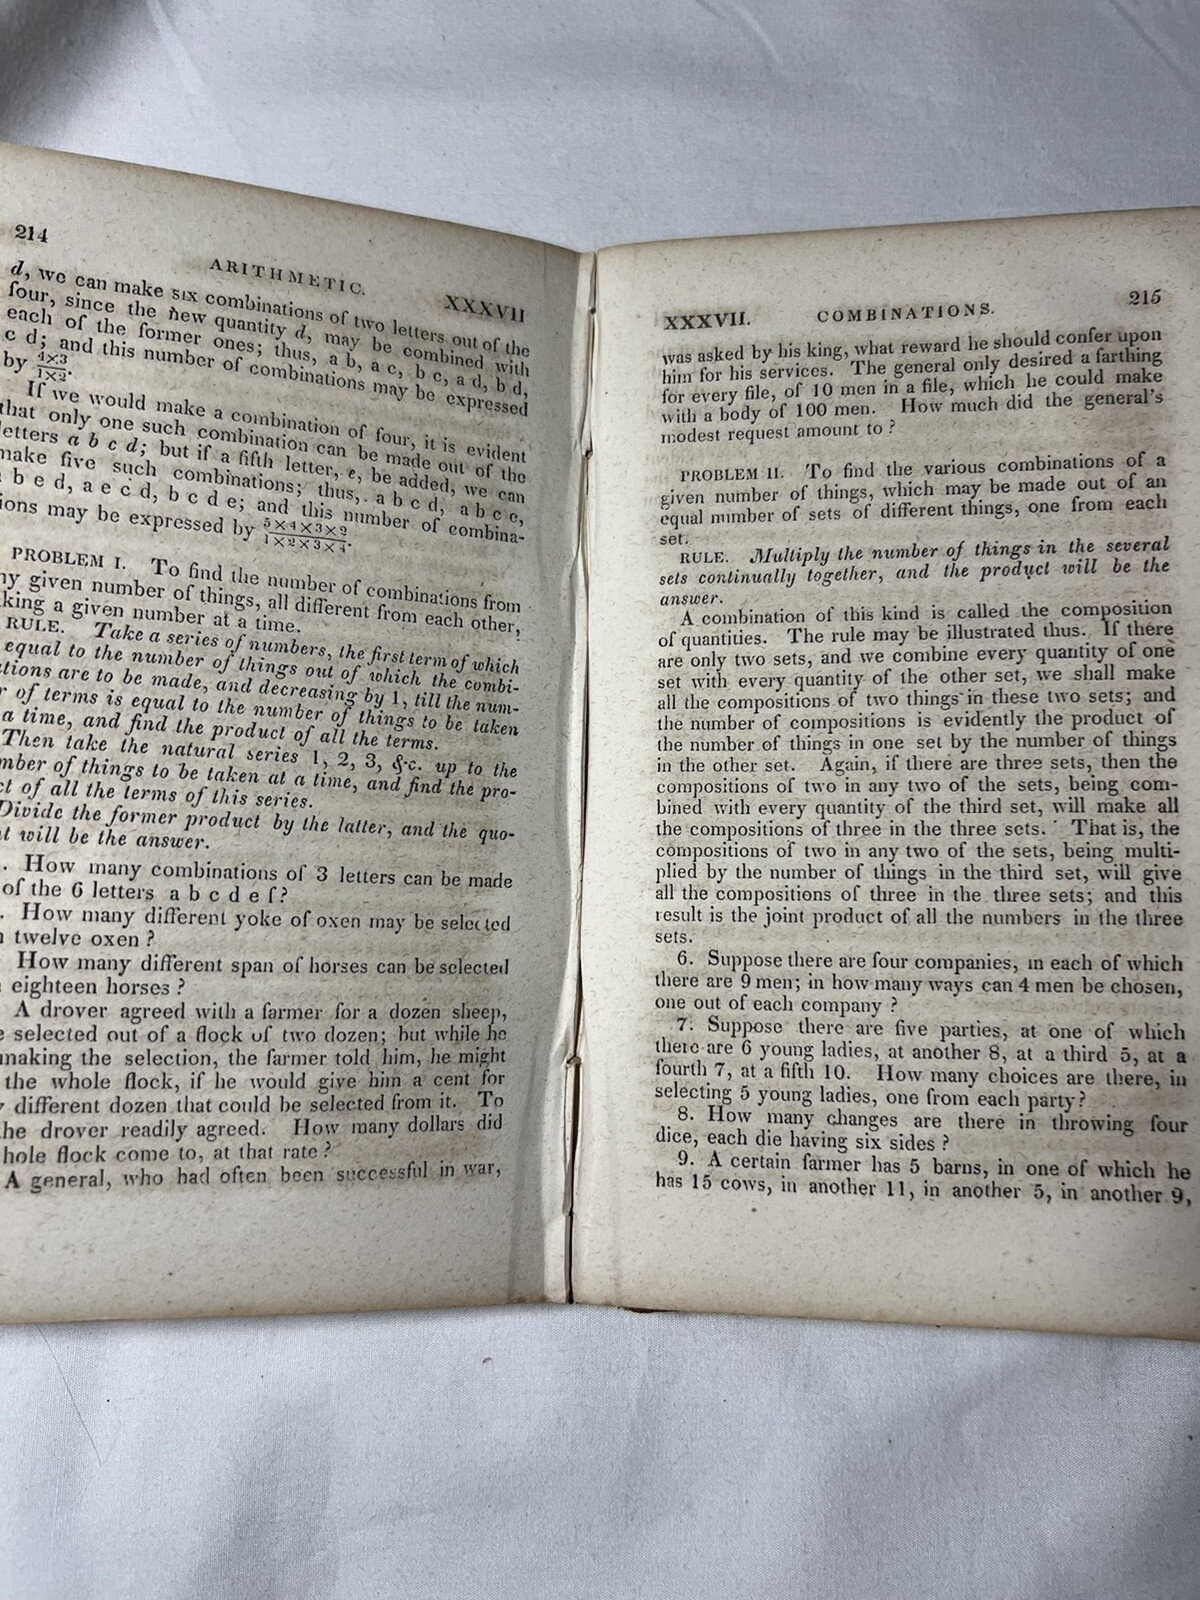 214
ARITHMETIC.
XXXVII
d, we can make six combinations of two letters out of the
four, since the new quantity d, may be combined with
each of the former ones; thus, a b, a c, b c, a d, b d,
c d; and this number of combinations may be expressed
by 4×3/1×2.
If we would make a combination of four, it is evident
that only one such combination can be made out of the
letters a b c d; but if a fifth letter, e, be added, we can
make five such combinations; thus, a b c d, a b c e,
b e d, a e c d, b c d e; and this number of combina-
ions may be expressed by 5×4×3×2/1×2×3×4.
PROBLEM I. To find the number of combinations from
ny given number of things, all different from each other,
king a given number at a time.
RULE. Take a series of numbers, the first term of which
equal to the number of things out of which the combi-
ations are to be made, and decreasing by 1, till the num-
r of terms is equal to the number of things to be taken
a time, and find the product of all the terms.
Then take the natural series 1, 2, 3, &c. up to the
mber of things to be taken at a time, and find the pro-
ct of all the terms of this series.
Divide the former product by the latter, and the quo-
t will be the answer.
. How many combinations of 3 letters can be made
of the 6 letters a b c d e f?
. How many different yoke of oxen may be selected
twelve oxen?
How many different span of horses can be selected
eighteen horses?
A drover agreed with a farmer for a dozen sheep,
e selected out of a flock of two dozen; but while he
making the selection, the farmer told him, he might
the whole flock, if he would give him a cent for
different dozen that could be selected from it. To
he drover readily agreed. How many dollars did
hole flock come to, at that rate?
A general, who had often been successful in war,
XXXVII.
COMBINATIONS.
215
was asked by his king, what reward he should confer upon
him for his services. The general only desired a farthing
for every file, of 10 men in a file, which he could make
with a body of 100 men. How much did the general's
modest request amount to?
PROBLEM II. To find the various combinations of a
given number of things, which may be made out of an
equal number of sets of different things, one from each
set.
RULE. Multiply the number of things in the several
sets continually together, and the product will be the
answer.
A combination of this kind is called the composition
of quantities. The rule may be illustrated thus. If there
are only two sets, and we combine every quantity of one
set with every quantity of the other set, we shall make
all the compositions of two things in these two sets; and
the number of compositions is evidently the product of
the number of things in one set by the number of things
in the other set. Again, if there are three sets, then the
compositions of two in any two of the sets, being com-
bined with every quantity of the third set, will make all
the compositions of three in the three sets. That is, the
compositions of two in any two of the sets, being multi-
plied by the number of things in the third set, will give
all the compositions of three in the three sets; and this
result is the joint product of all the numbers in the three
sets.
6. Suppose there are four companies, in each of which
there are 9 men; in how many ways can 4 men be chosen,
one out of each company?
7. Suppose there are five parties, at one of which
there are 6 young ladies, at another 8, at a third 5, at a
fourth 7, at a fifth 10. How many choices are there, in
selecting 5 young ladies, one from each party?
8. How many changes are there in throwing four
dice, each die having six sides?
9. A certain farmer has 5 barns, in one of which he
has 15 cows, in another 11, in another 5, in another 9,